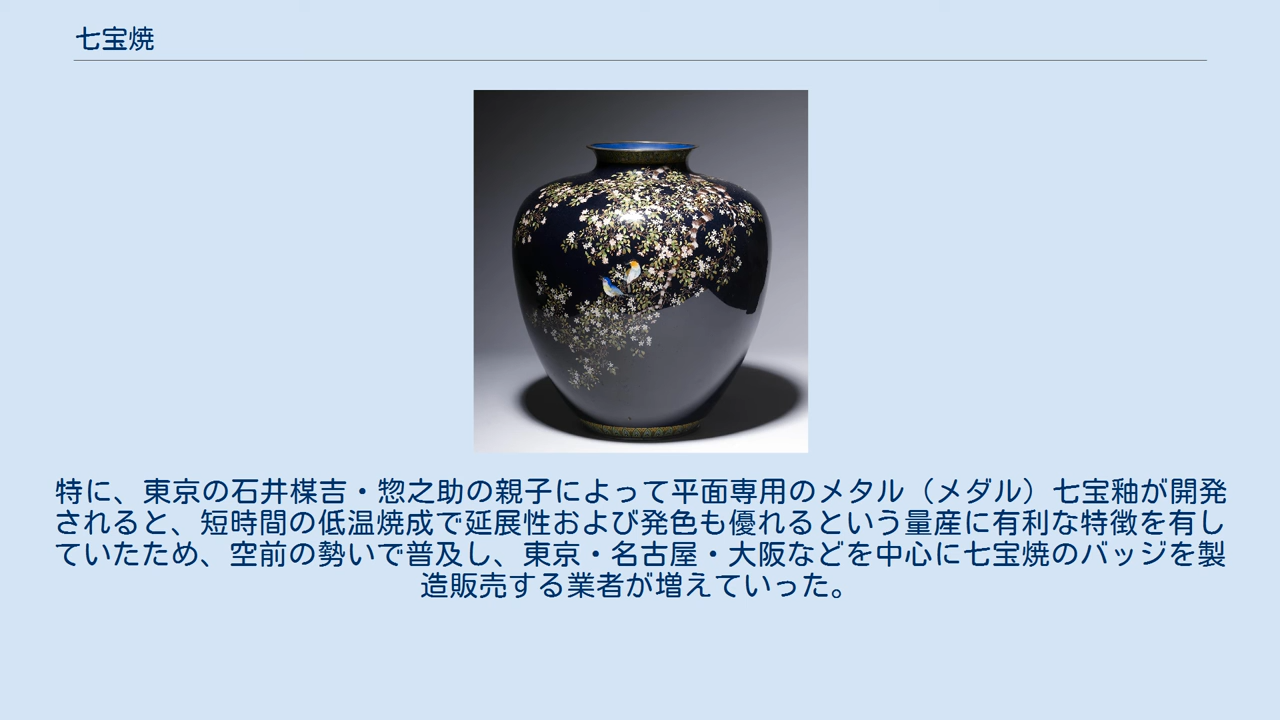 七宝焼
特に、東京の石井楳吉・惣之助の親子によって平面専用のメタル（メダル）七宝釉が開発
されると、短時間の低温焼成で延展性および発色も優れるという量産に有利な特徴を有し
ていたため、空前の勢いで普及し、東京・名古屋・大阪などを中心に七宝焼のバッジを製
造販売する業者が増えていった。